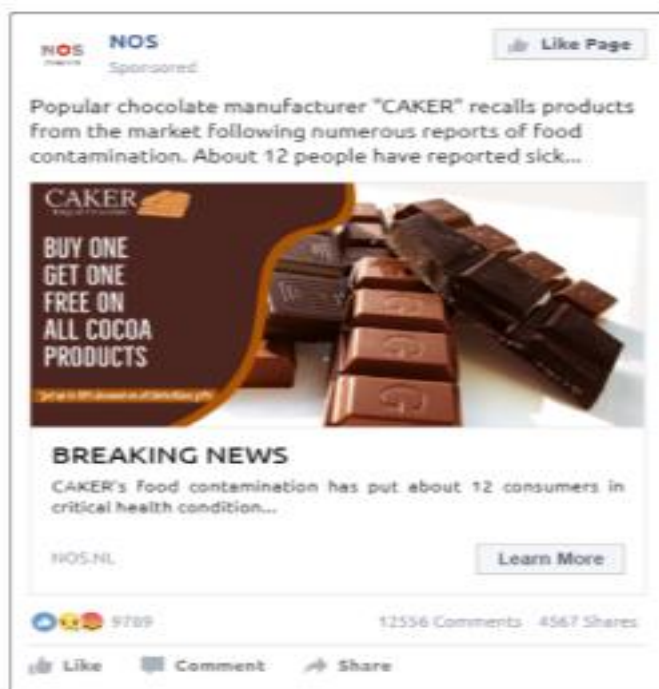 NOS
NOS
Sponsored
Like Page
Popular chocolate manufacturer "CAKER" recalls products
from the market following numerous reports of food
contamination. About 12 people have reported sick...
CAKER
BUY ONE
GET ONE
FREE ON
ALL COCOA
PRODUCTS
G
G
BREAKING NEWS
CAKER's food contamination has put about 12 consumers in
critical health condition...
NOS.NL
Learn More
9789
12556 Comments 4567 Shares
Like Comment Share